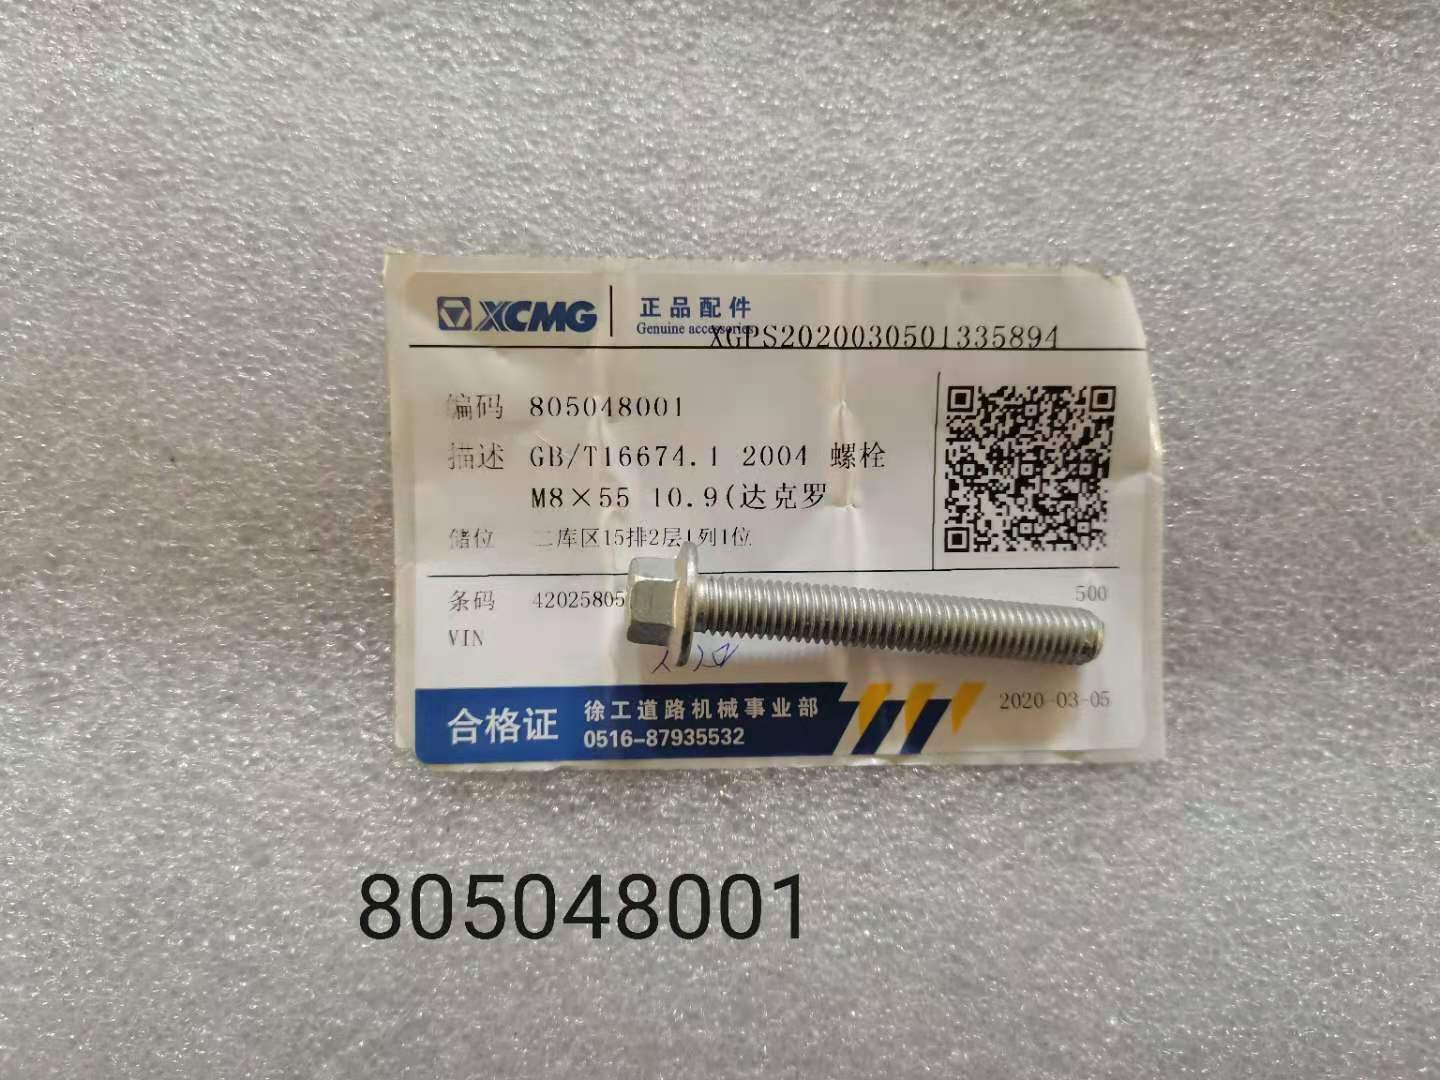 XCMG
正品配件
Genuine accessories
XGPS2020030501335894
编码 805048001
描述 GB/T16674.1 2004 螺栓
M8×55 10.9(达克罗
储位 二库区15排2层1列1位
条码 42025805 500
VIN
合格证 徐工道路机械事业部
0516-87935532
2020-03-05
805048001